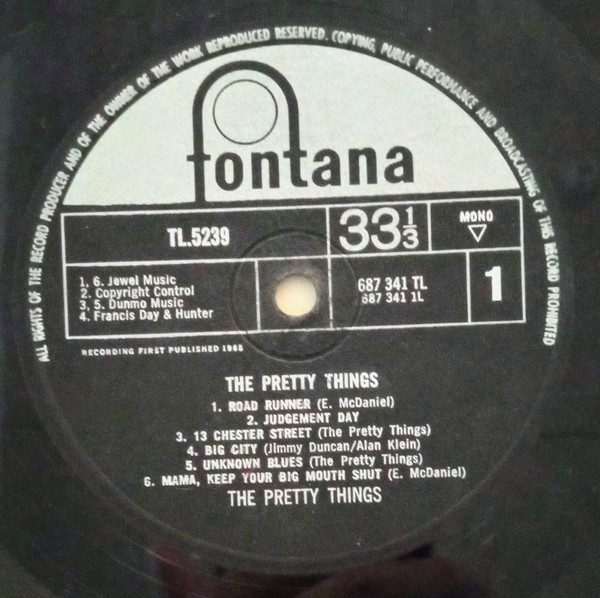 ALL RIGHTS OF THE RECORD PRODUCER AND OF THE OWNER OF THE WORK REPRODUCED RESERVED. COPYING, PUBLIC PERFORMANCE AND BROADCASTING OF THIS RECORD PROHIBITED
fontana
TL.5239
33⅓
MONO
1. 6. Jewel Music
2. Copyright Control
3. 5. Dunmo Music
4. Francis Day & Hunter
687 341 TL
687 341 1L
1
RECORDING FIRST PUBLISHED 1965
THE PRETTY THINGS
1. ROAD RUNNER (E. McDaniel)
2. JUDGEMENT DAY
3. 13 CHESTER STREET (The Pretty Things)
4. BIG CITY (Jimmy Duncan/Alan Klein)
5. UNKNOWN BLUES (The Pretty Things)
6. MAMA, KEEP YOUR BIG MOUTH SHUT (E. McDaniel)
THE PRETTY THINGS